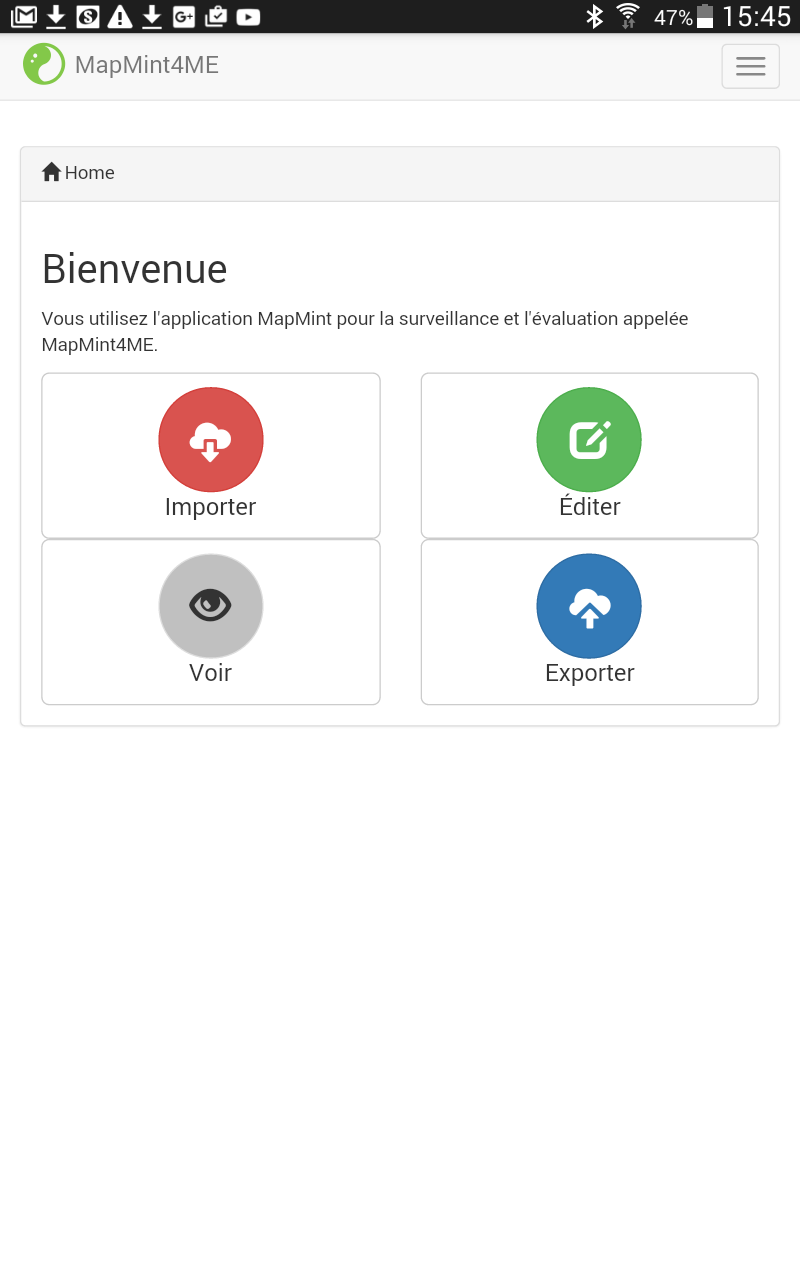 47% 15:45
MapMint4ME
Home
Bienvenue
Vous utilisez l'application MapMint pour la surveillance et l'évaluation appelée
MapMint4ME.
Importer
Éditer
Voir
Exporter